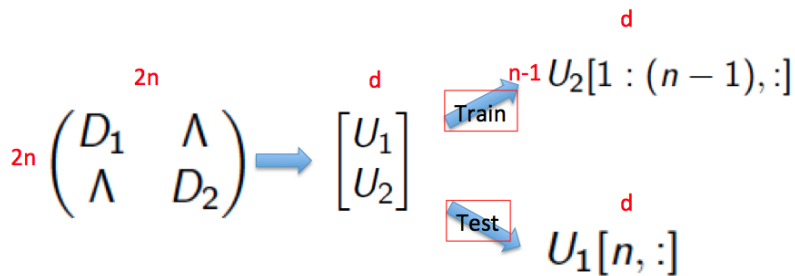 2n
2n
D₁ Λ
Λ D₂
d
U₁
U₂
Train
d
n-1
U₂[1 : (n − 1), :]
Test
d
U₁[n, :]